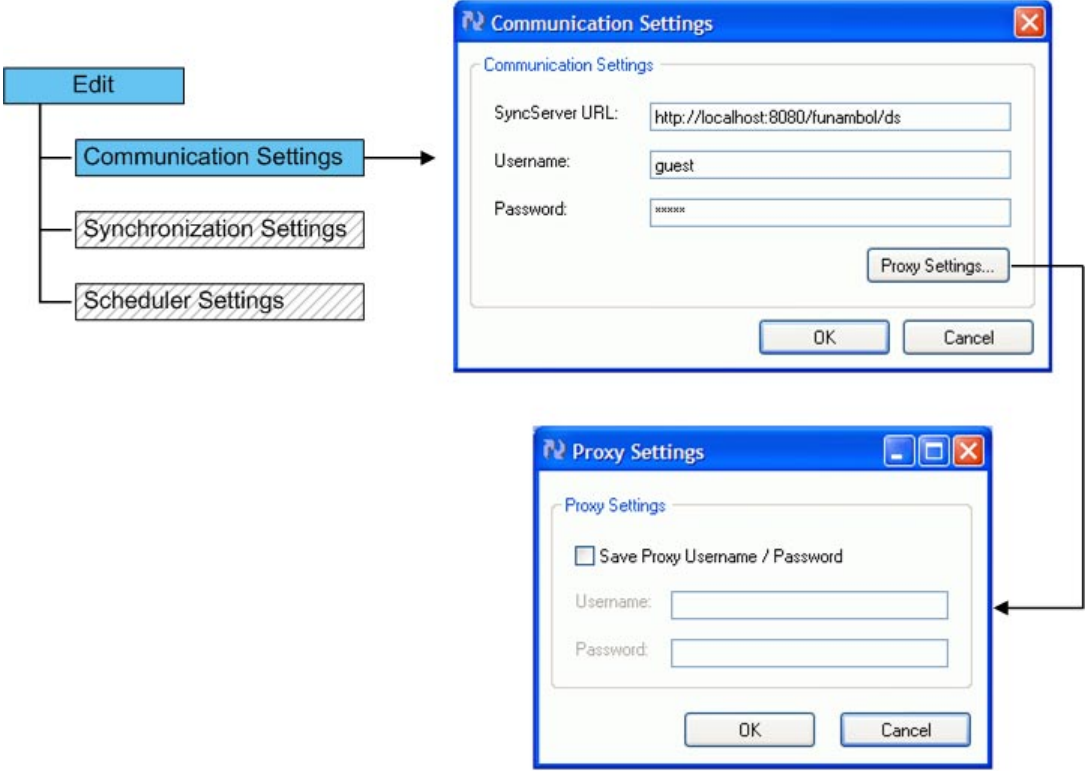 Edit
Communication Settings
Synchronization Settings
Scheduler Settings
Communication Settings
Communication Settings
SyncServer URL: http://localhost:8080/funambol/ds
Username: guest
Password: *****
Proxy Settings...
OK Cancel
Proxy Settings
Proxy Settings
Save Proxy Username / Password
Username:
Password:
OK Cancel